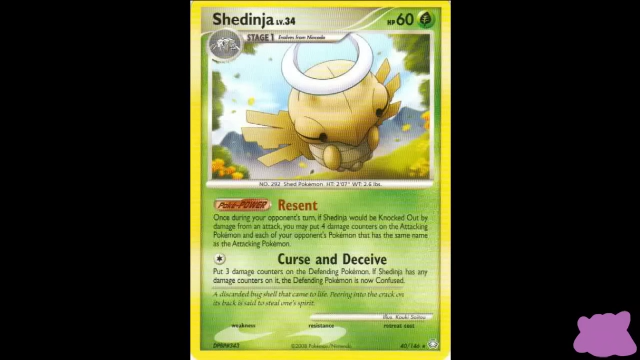 Shedinja LV.34 HP 60
STAGE 1 Evolves from Nincada
NO. 292 Shed Pokémon HT: 2'07" WT: 2.6 lbs.
Poké-POWER Resent
Once during your opponent's turn, if Shedinja would be Knocked Out by
damage from an attack, you may put 4 damage counters on the Attacking
Pokémon and each of your opponent's Pokémon that has the same name
as the Attacking Pokémon.
Curse and Deceive
Put 3 damage counters on the Defending Pokémon. If Shedinja has any
damage counters on it, the Defending Pokémon is now Confused.
A discarded bug shell that came to life. Peering into the crack on
its back is said to steal one's spirit.
Illus. Kouki Saitou
weakness resistance retreat cost
©2008 Pokémon/Nintendo